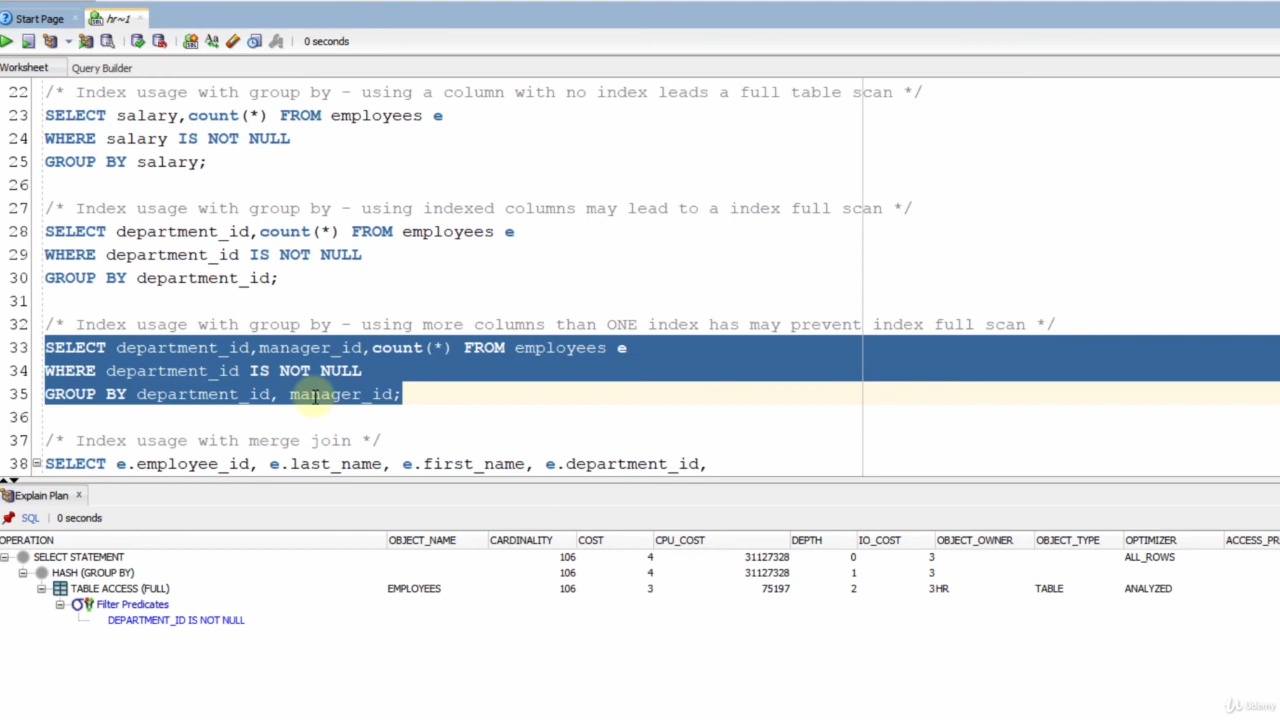 Start Page hr~1
0 seconds
Worksheet Query Builder
22 /* Index usage with group by - using a column with no index leads a full table scan */
23 SELECT salary,count(*) FROM employees e
24 WHERE salary IS NOT NULL
25 GROUP BY salary;
26
27 /* Index usage with group by - using indexed columns may lead to a index full scan */
28 SELECT department_id,count(*) FROM employees e
29 WHERE department_id IS NOT NULL
30 GROUP BY department_id;
31
32 /* Index usage with group by - using more columns than ONE index has may prevent index full scan */
33 SELECT department_id,manager_id,count(*) FROM employees e
34 WHERE department_id IS NOT NULL
35 GROUP BY department_id, manager_id;
36
37 /* Index usage with merge join */
38 SELECT e.employee_id, e.last_name, e.first_name, e.department_id,
Explain Plan x
SQL 0 seconds
OPERATION OBJECT_NAME CARDINALITY COST CPU_COST DEPTH IO_COST OBJECT_OWNER OBJECT_TYPE OPTIMIZER ACCESS_PR
SELECT STATEMENT 106 4 31127328 0 3 ALL_ROWS
HASH (GROUP BY) 106 4 31127328 1 3
TABLE ACCESS (FULL) EMPLOYEES 106 3 75197 2 3 HR TABLE ANALYZED
Filter Predicates
DEPARTMENT_ID IS NOT NULL
Udemy